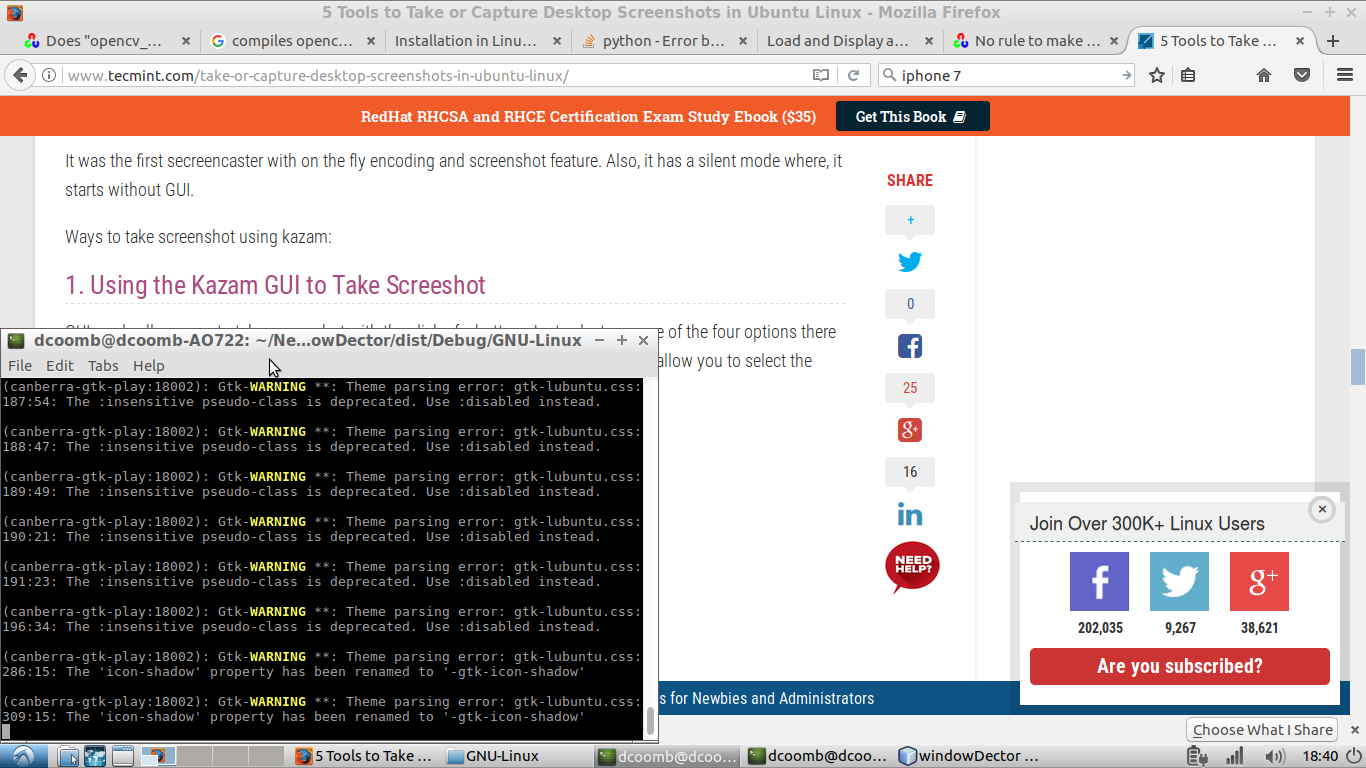 5 Tools to Take or Capture Desktop Screenshots in Ubuntu Linux - Mozilla Firefox
Does "opencv_... compiles openc... Installation in Linu... python - Error b... Load and Display a... No rule to make ... 5 Tools to Take ...
www.tecmint.com/take-or-capture-desktop-screenshots-in-ubuntu-linux/ iphone 7
RedHat RHCSA and RHCE Certification Exam Study Ebook ($35) Get This Book
It was the first secreencaster with on the fly encoding and screenshot feature. Also, it has a silent mode where, it
starts without GUI.
Ways to take screenshot using kazam:
1. Using the Kazam GUI to Take Screeshot
e of the four options there
allow you to select the
SHARE
+
0
25
g+
16
in
NEED
HELP?
dcoomb@dcoomb-AO722: ~/Ne...owDector/dist/Debug/GNU-Linux
File Edit Tabs Help
(canberra-gtk-play:18002): Gtk-WARNING **: Theme parsing error: gtk-lubuntu.css:
187:54: The :insensitive pseudo-class is deprecated. Use :disabled instead.
(canberra-gtk-play:18002): Gtk-WARNING **: Theme parsing error: gtk-lubuntu.css:
188:47: The :insensitive pseudo-class is deprecated. Use :disabled instead.
(canberra-gtk-play:18002): Gtk-WARNING **: Theme parsing error: gtk-lubuntu.css:
189:49: The :insensitive pseudo-class is deprecated. Use :disabled instead.
(canberra-gtk-play:18002): Gtk-WARNING **: Theme parsing error: gtk-lubuntu.css:
190:21: The :insensitive pseudo-class is deprecated. Use :disabled instead.
(canberra-gtk-play:18002): Gtk-WARNING **: Theme parsing error: gtk-lubuntu.css:
191:23: The :insensitive pseudo-class is deprecated. Use :disabled instead.
(canberra-gtk-play:18002): Gtk-WARNING **: Theme parsing error: gtk-lubuntu.css:
196:34: The :insensitive pseudo-class is deprecated. Use :disabled instead.
(canberra-gtk-play:18002): Gtk-WARNING **: Theme parsing error: gtk-lubuntu.css:
286:15: The 'icon-shadow' property has been renamed to '-gtk-icon-shadow'
(canberra-gtk-play:18002): Gtk-WARNING **: Theme parsing error: gtk-lubuntu.css:
309:15: The 'icon-shadow' property has been renamed to '-gtk-icon-shadow'
Join Over 300K+ Linux Users
f g+
202,035 9,267 38,621
Are you subscribed?
s for Newbies and Administrators
Choose What I Share
5 Tools to Take ... GNU-Linux dcoomb@dcoo... dcoomb@dcoo... windowDector ... 18:40